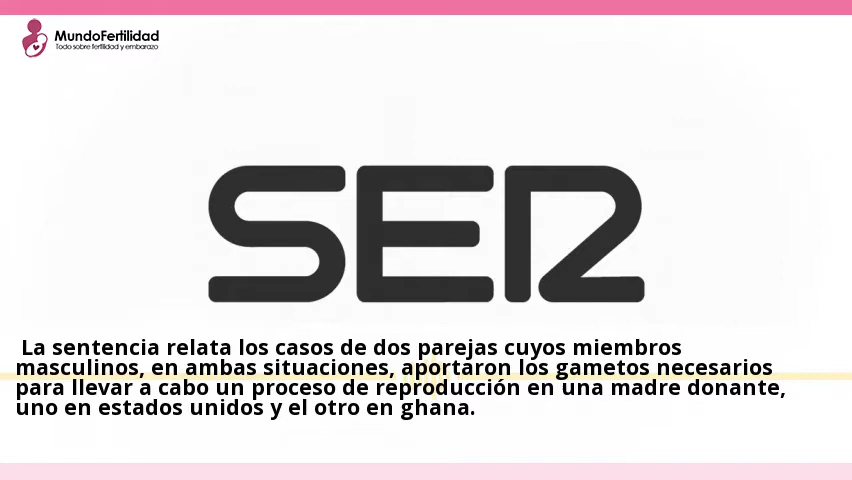 MundoFertilidad
Todo sobre fertilidad y embarazo
SER
La sentencia relata los casos de dos parejas cuyos miembros
masculinos, en ambas situaciones, aportaron los gametos necesarios
para llevar a cabo un proceso de reproducción en una madre donante,
uno en estados unidos y el otro en ghana.